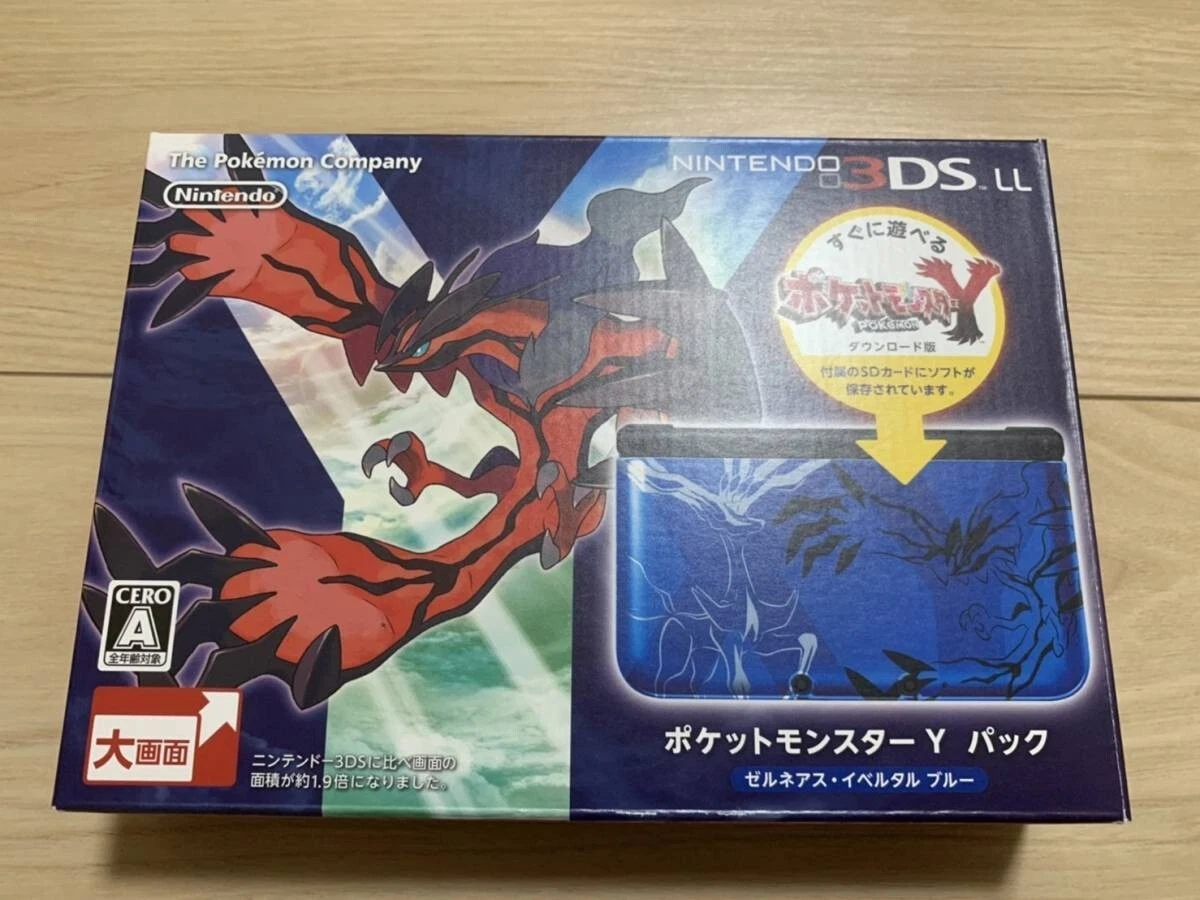 The Pokémon Company
Nintendo
NINTENDO 3DS LL
すぐに遊べる
ポケットモンスターY
POKÉMON
ダウンロード版
付属のSDカードにソフトが
保存されています。
CERO
A
全年齢対象
大画面
ニンテンドー3DSに比べ画面の
面積が約1.9倍になりました。
ポケットモンスター Y パック
ゼルネアス・イベルタル ブルー